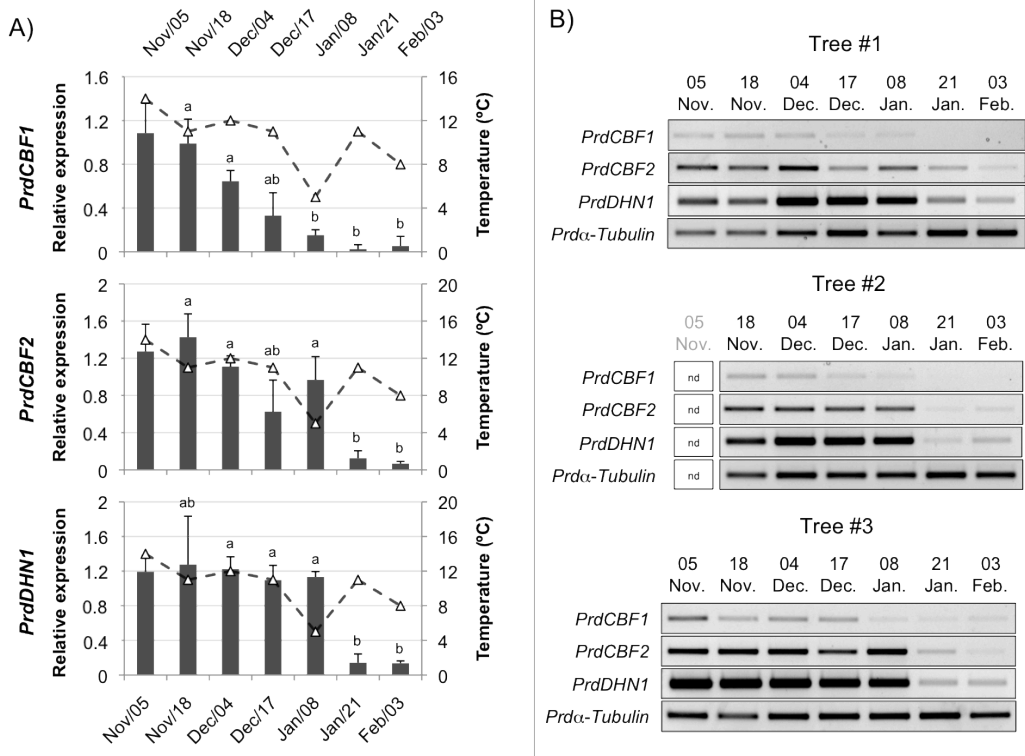 A)
Nov/05 Nov/18 Dec/04 Dec/17 Jan/08 Jan/21 Feb/03
PrdCBF1
Relative expression
1.6
1.2
0.8
0.4
0
a
a
ab
b
b
b
16
12
8
4
0
Temperature (ºC)
PrdCBF2
Relative expression
2
1.6
1.2
0.8
0.4
0
a
a
ab
a
b
b
20
16
12
8
4
0
Temperature (ºC)
PrdDHN1
Relative expression
2
1.6
1.2
0.8
0.4
0
ab
a
a
a
b
b
20
16
12
8
4
0
Temperature (ºC)
Nov/05 Nov/18 Dec/04 Dec/17 Jan/08 Jan/21 Feb/03
B)
Tree #1
05 18 04 17 08 21 03
Nov. Nov. Dec. Dec. Jan. Jan. Feb.
PrdCBF1
PrdCBF2
PrdDHN1
Prdα-Tubulin
Tree #2
05 18 04 17 08 21 03
Nov. Nov. Dec. Dec. Jan. Jan. Feb.
PrdCBF1 nd
PrdCBF2 nd
PrdDHN1 nd
Prdα-Tubulin nd
Tree #3
05 18 04 17 08 21 03
Nov. Nov. Dec. Dec. Jan. Jan. Feb.
PrdCBF1
PrdCBF2
PrdDHN1
Prdα-Tubulin